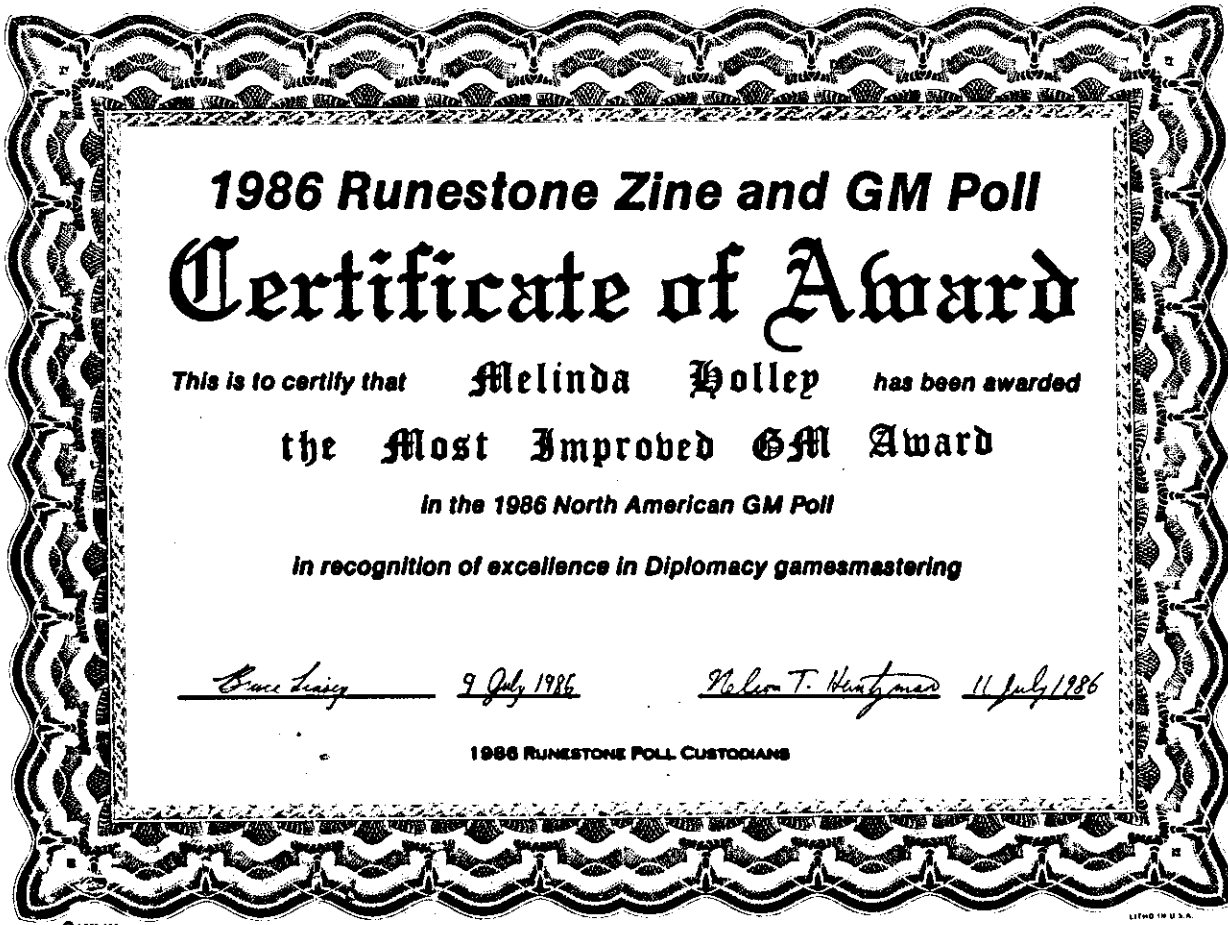 1986 Runestone Zine and GM Poll
Certificate of Award
This is to certify that Melinda Holley has been awarded
the Most Improved GM Award
in the 1986 North American GM Poll
in recognition of excellence in Diplomacy gamesmastering
Bruce 9 July 1986 Nelson T. Heintzman 11 July 1986
1986 RUNESTONE POLL CUSTODIANS
LITHO IN U.S.A.